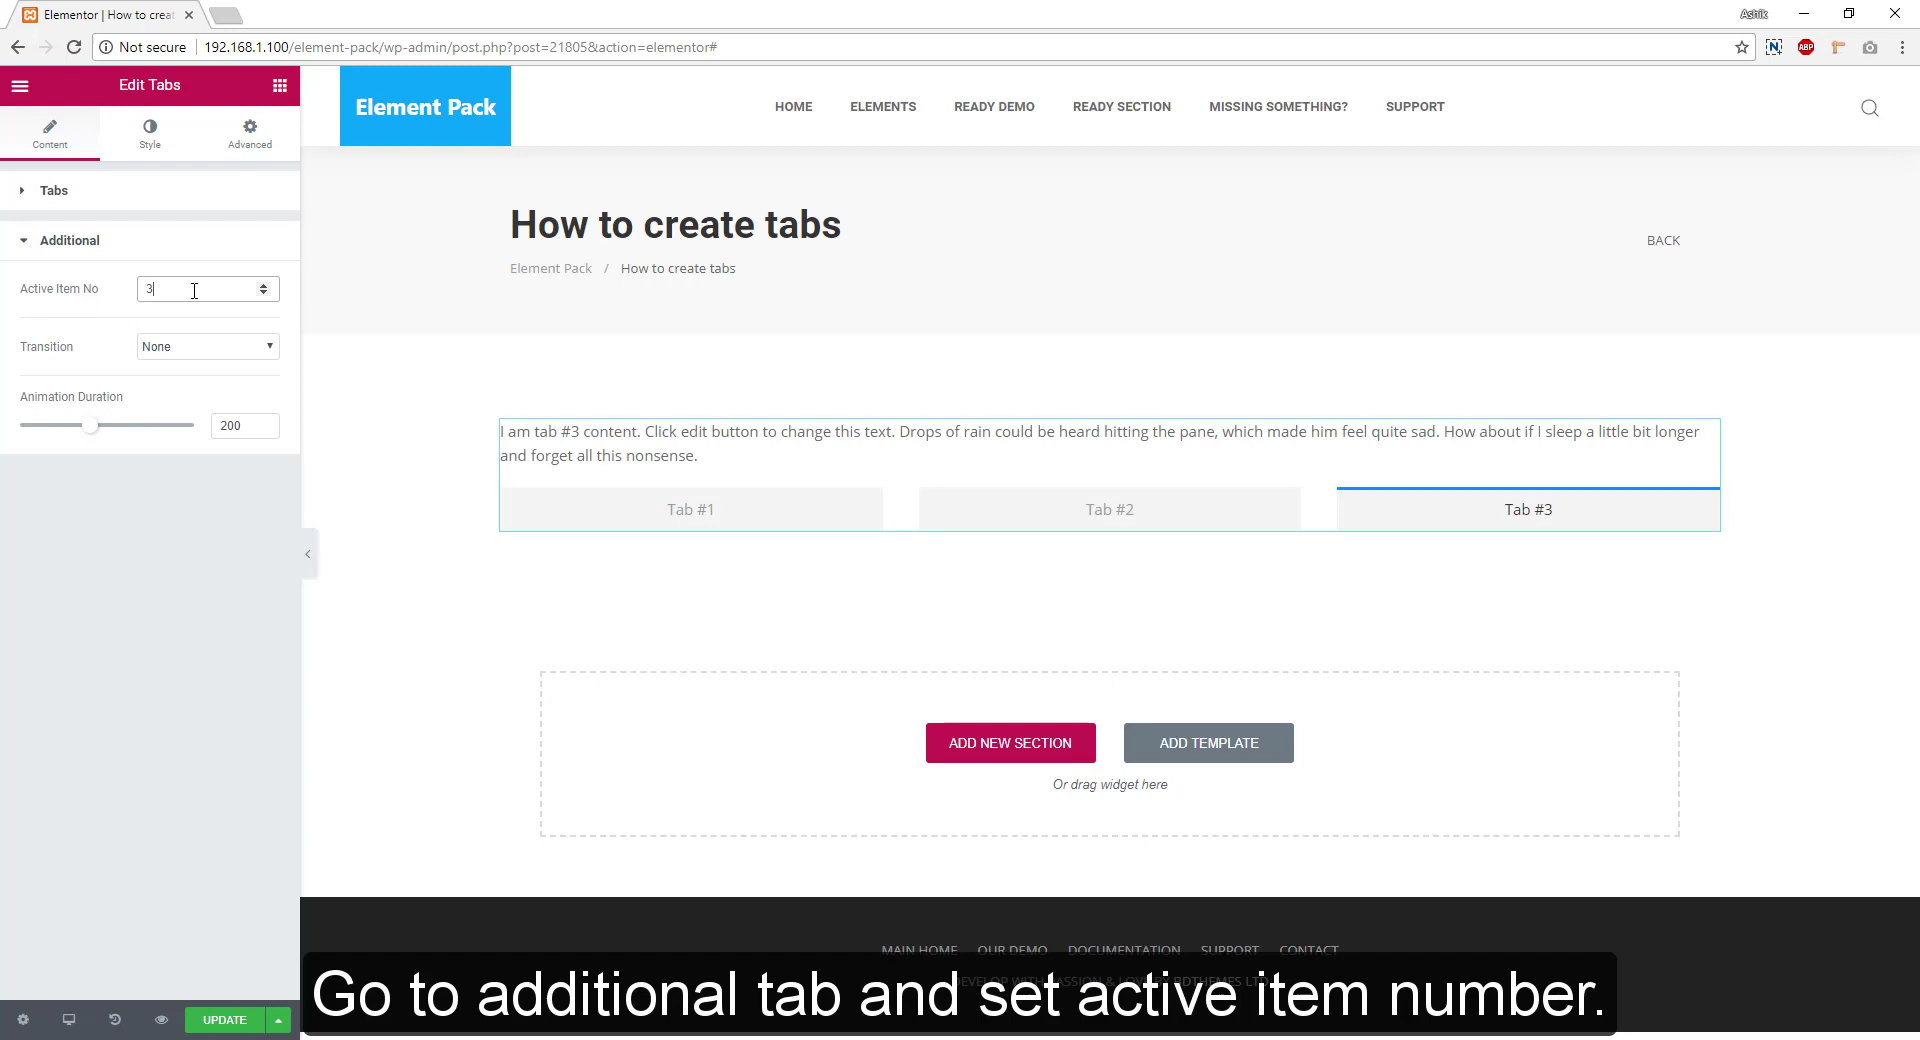 Elementor | How to creat
Ashik
Not secure
192.168.1.100/element-pack/wp-admin/post.php?post=21805&action=elementor#
ABP
Edit Tabs
Content
Style
Advanced
Tabs
Additional
Active Item No
3
Transition
None
Animation Duration
200
UPDATE
Element Pack
HOME
ELEMENTS
READY DEMO
READY SECTION
MISSING SOMETHING?
SUPPORT
How to create tabs
BACK
Element Pack / How to create tabs
I am tab #3 content. Click edit button to change this text. Drops of rain could be heard hitting the pane, which made him feel quite sad. How about if I sleep a little bit longer
and forget all this nonsense.
Tab #1
Tab #2
Tab #3
ADD NEW SECTION
ADD TEMPLATE
Or drag widget here
MAIN HOME
OUR DEMO
DOCUMENTATION
SUPPORT
CONTACT
BDTHEMES LTD
Go to additional tab and set active item number.